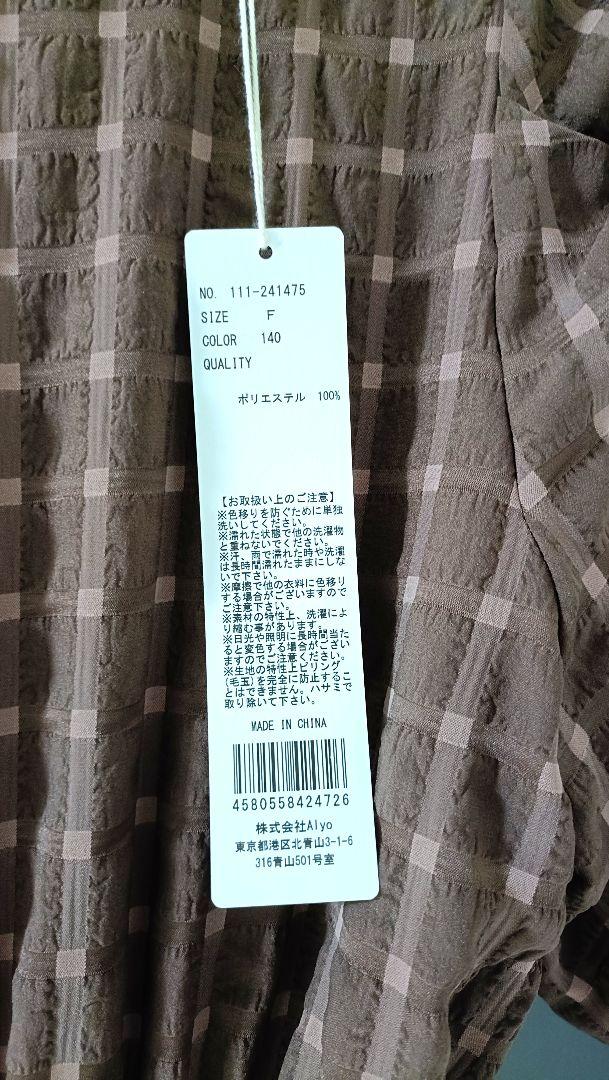 NO. 111-241475
SIZE F
COLOR 140
QUALITY
ポリエステル 100%
【お取扱い上のご注意】
※色移りを防ぐために単独
洗いしてください。
※濡れた状態で他の洗濯物
と重ねないでください。
※汗、雨で濡れた時や洗濯
は長時間濡れたままにしな
いで下さい。
※摩擦で他の衣料に色移り
する場合がございますので
ご注意下さい。
※素材の特性上、洗濯によ
り縮む事があります。
※日光や照明に長時間当た
ると変色する場合がござい
ますのでご注意ください。
※生地の特性上ピリング
(毛玉)を完全に防止するこ
とはできません。ハサミで
取り除いて下さい。
MADE IN CHINA
4580558424726
株式会社Alyo
東京都港区北青山3-1-6
316青山501号室